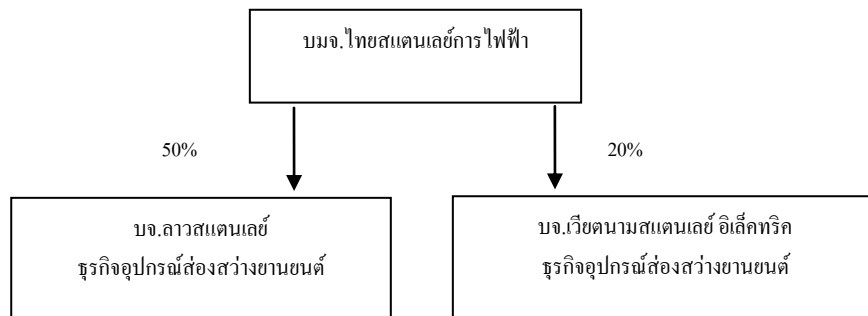 บมจ.ไทยสแตนเลย์การไฟฟ้า
50%
20%
บจ.ลาวสแตนเลย์
ธุรกิจอุปกรณ์ส่องสว่างยานยนต์
บจ.เวียตนามสแตนเลย์ อิเล็คทริค
ธุรกิจอุปกรณ์ส่องสว่างยานยนต์